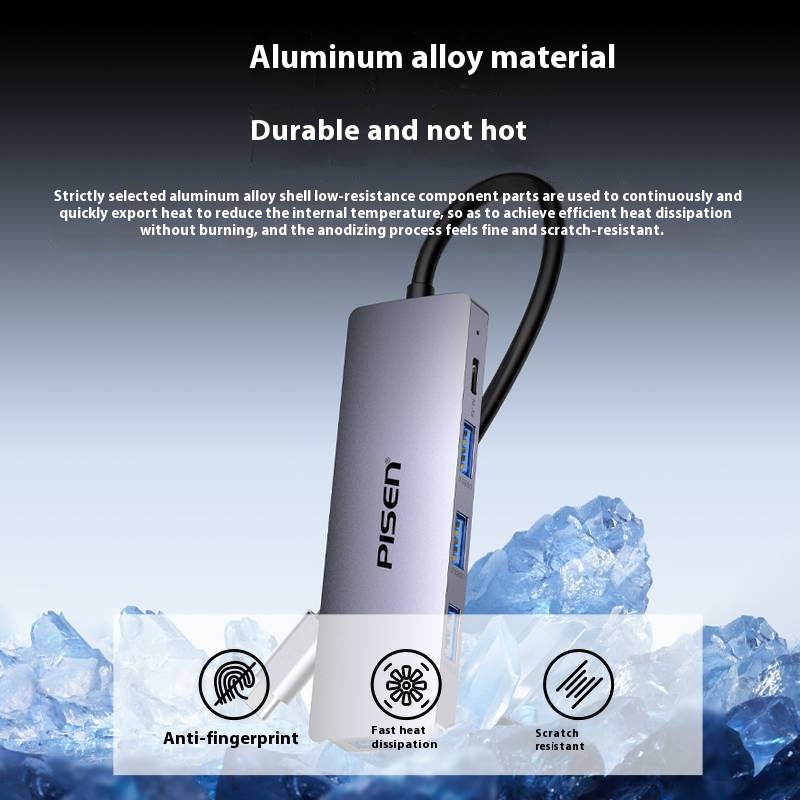 Aluminum alloy material
Durable and not hot
Strictly selected aluminum alloy shell low-resistance component parts are used to continuously and
quickly export heat to reduce the internal temperature, so as to achieve efficient heat dissipation
without burning, and the anodizing process feels fine and scratch-resistant.
PISEN®
Anti-fingerprint
Fast heat
dissipation
Scratch
resistant